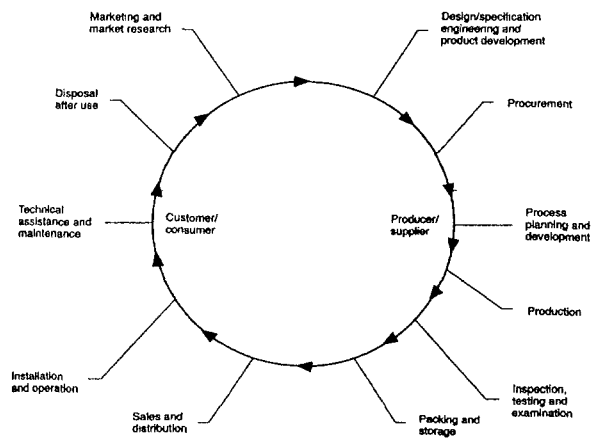 Marketing and
market research
Design/specification
engineering and
product development
Disposal
after use
Procurement
Technical
assistance and
maintenance
Customer/
consumer
Producer/
supplier
Process
planning and
development
Production
Installation
and operation
Inspection,
testing and
examination
Sales and
distribution
Packing and
storage